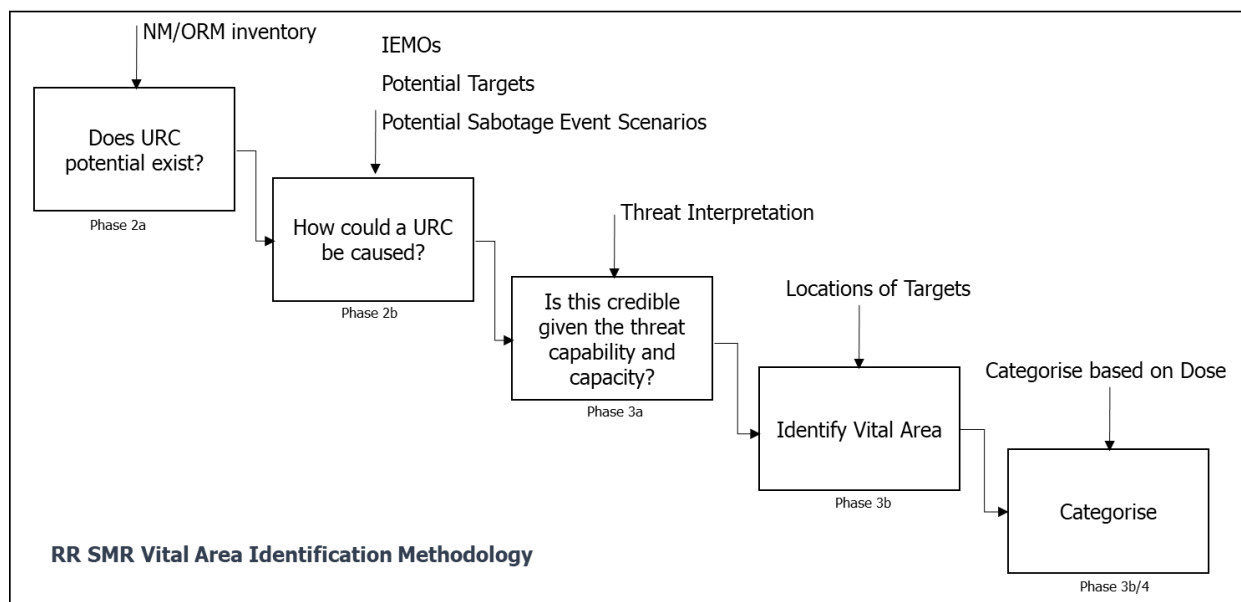 NM/ORM inventory
Does URC
potential exist?
Phase 2a
IEMOs
Potential Targets
Potential Sabotage Event Scenarios
How could a URC
be caused?
Phase 2b
Threat Interpretation
Is this credible
given the threat
capability and
capacity?
Phase 3a
Locations of Targets
Identify Vital Area
Phase 3b
Categorise based on Dose
Categorise
Phase 3b/4
RR SMR Vital Area Identification Methodology